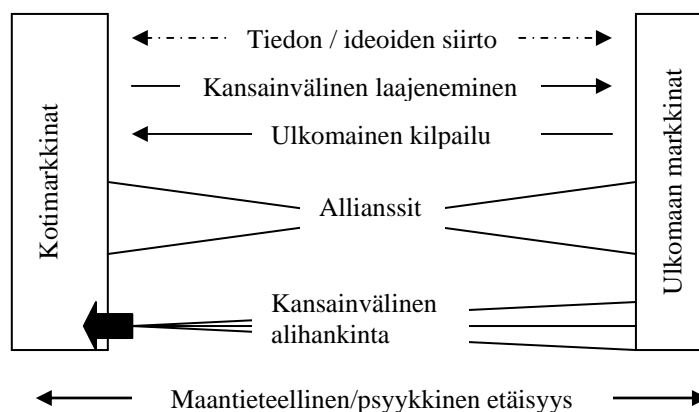 Kotimarkkinat
Tiedon / ideoiden siirto
Kansainvälinen laajeneminen
Ulkomainen kilpailu
Allianssit
Kansainvälinen
alihankinta
Ulkomaan markkinat
Maantieteellinen/psyykkinen etäisyys